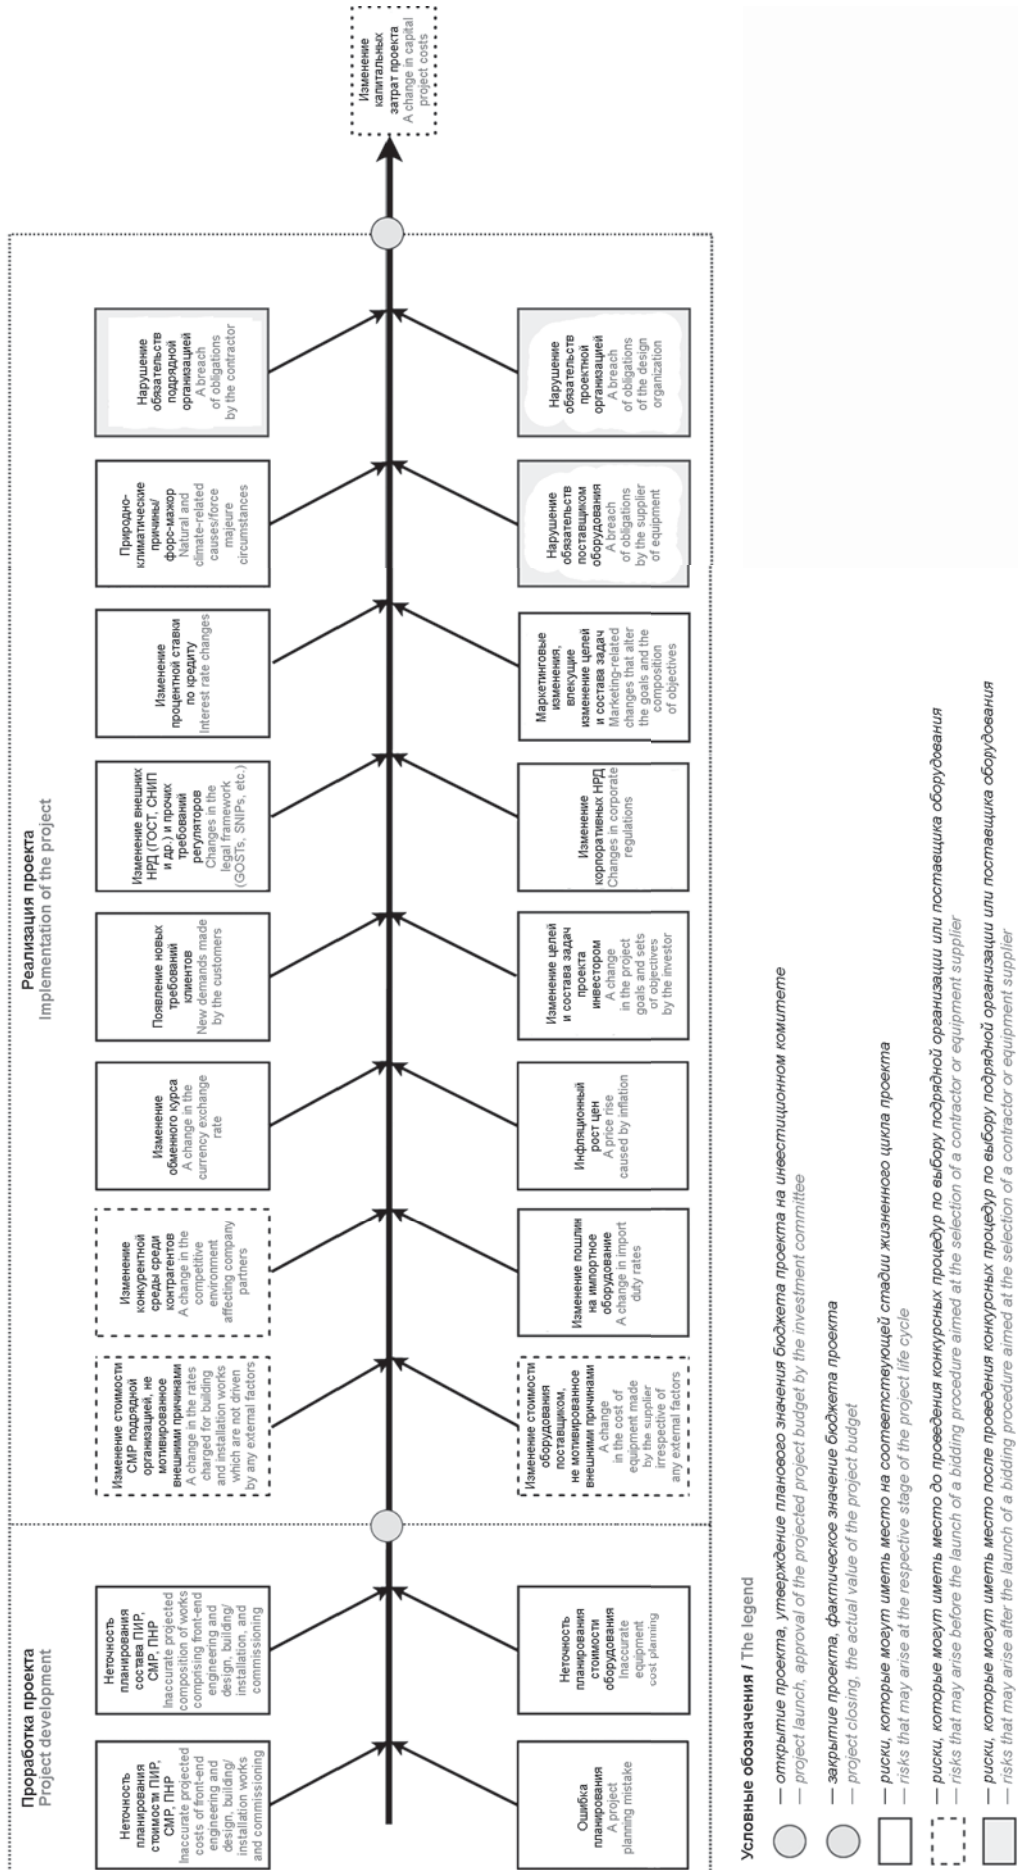 Проработка проекта
Project development
Реализация проекта
Implementation of the project
Неточность
планирования
стоимости ПИР,
СМР, ПНР
Inaccurate projected
costs of front-end
engineering and
design, building/
installation works
and commissioning
Неточность
планирования
состава ПИР,
СМР, ПНР
Inaccurate projected
composition of works
comprising front-end
engineering and
design, building/
installation, and
commissioning
Изменение стоимости
СМР подрядной
организацией, не
мотивированное
внешними причинами
A change in the rates
charged for building
and installation works
which are not driven
by any external factors
Изменение
конкурентной
среды среди
контрагентов
A change in the
competitive
environment
affecting company
partners
Изменение
обменного курса
A change in the
currency exchange
rate
Появление новых
требований
клиентов
New demands made
by the customers
Изменение внешних
НРД (ГОСТ, СНИП
и др.) и прочих
требований
регуляторов
Changes in the
legal framework
(GOSTs, SNIPs, etc.)
Изменение
процентной ставки
по кредиту
Interest rate changes
Природно-
климатические
причины/
форс-мажор
Natural and
climate-related
causes/force
majeure
circumstances
Нарушение
обязательств
подрядной
организацией
A breach
of obligations
by the contractor
Изменение
капитальных
затрат проекта
A change in capital
project costs
Ошибка
планирования
A project
planning mistake
Неточность
планирования
стоимости
оборудования
Inaccurate
equipment
cost planning
Изменение стоимости
оборудования
поставщиком,
не мотивированное
внешними причинами
A change
in the cost of
equipment made
by the supplier
irrespective of
any external factors
Изменение пошлин
на импортное
оборудование
A change in import
duty rates
Инфляционный
рост цен
A price rise
caused by inflation
Изменение целей
и состава задач
проекта
инвестором
A change
in the project
goals and sets
of objectives
by the investor
Изменение
корпоративных НРД
Changes in corporate
regulations
Маркетинговые
изменения,
влекущие
изменение целей
и состава задач
Marketing-related
changes that alter
the goals and the
composition
of objectives
Нарушение
обязательств
поставщиком
оборудования
A breach
of obligations
by the supplier
of equipment
Нарушение
обязательств
проектной
организацией
A breach
of obligations
of the design
organization
Условные обозначения / The legend
— открытие проекта, утверждение планового значения бюджета проекта на инвестиционном комитете
— project launch, approval of the projected project budget by the investment committee
— закрытие проекта, фактическое значение бюджета проекта
— project closing, the actual value of the project budget
— риски, которые могут иметь место на соответствующей стадии жизненного цикла проекта
— risks that may arise at the respective stage of the project life cycle
— риски, которые могут иметь место до проведения конкурсных процедур по выбору подрядной организации или поставщика оборудования
— risks that may arise before the launch of a bidding procedure aimed at the selection of a contractor or equipment supplier
— риски, которые могут иметь место после проведения конкурсных процедур по выбору подрядной организации или поставщика оборудования
— risks that may arise after the launch of a bidding procedure aimed at the selection of a contractor or equipment supplier